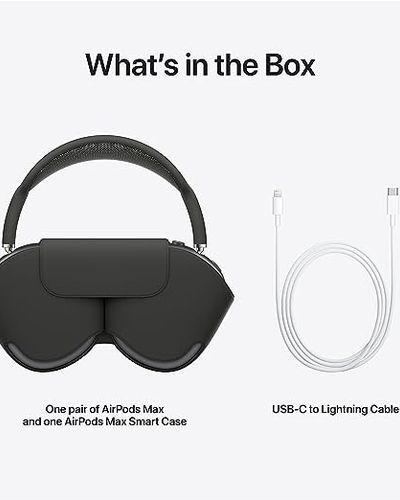 What's in the Box
One pair of AirPods Max
and one AirPods Max Smart Case
USB-C to Lightning Cable